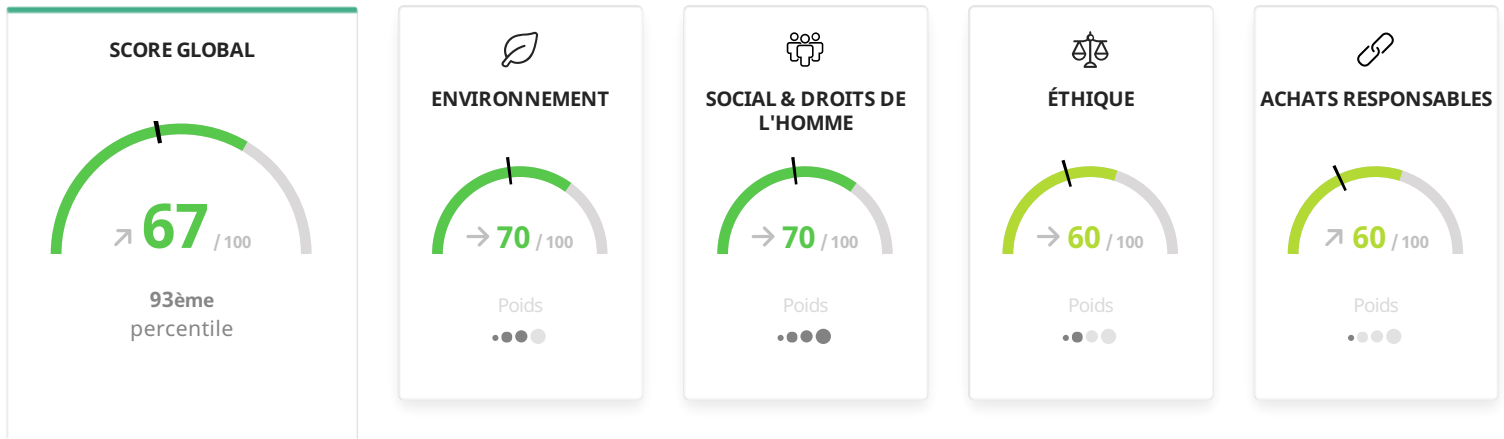 SCORE GLOBAL
67 / 100
93ème
percentile
ENVIRONNEMENT
70 / 100
Poids
SOCIAL & DROITS DE
L'HOMME
70 / 100
Poids
ÉTHIQUE
60 / 100
Poids
ACHATS RESPONSABLES
60 / 100
Poids